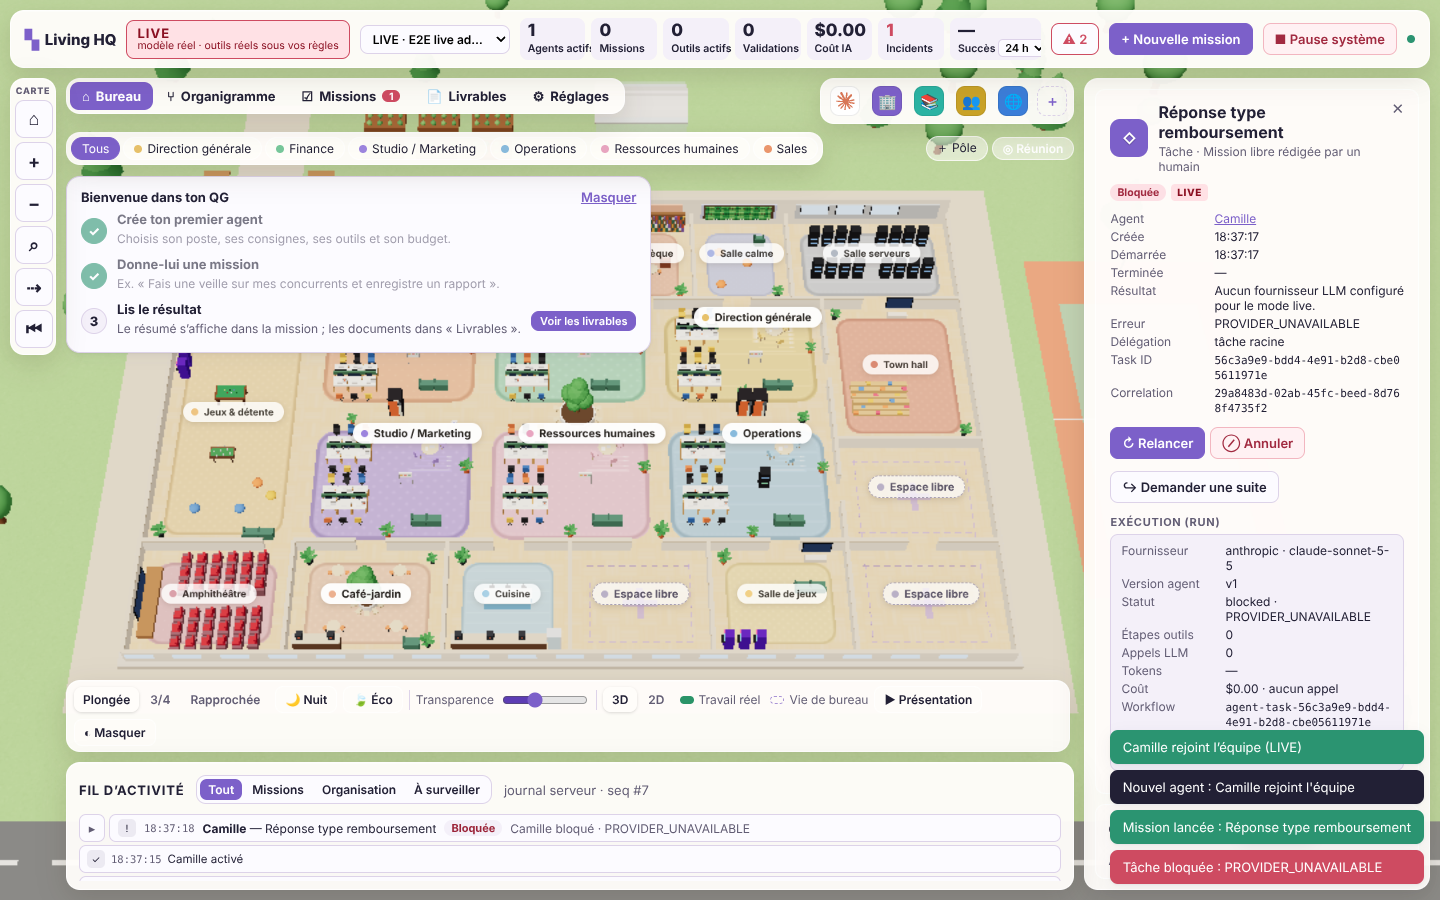 Living HQ
LIVE
modèle réel · outils réels sous vos règles
LIVE · E2E live ad...
1
Agents actifs
0
Missions
0
Outils actifs
0
Validations
$0.00
Coût IA
1
Incidents
—
Succès
24 h
2
+ Nouvelle mission
Pause système
CARTE
Bureau
Organigramme
Missions 1
Livrables
Réglages
Tous
Direction générale
Finance
Studio / Marketing
Operations
Ressources humaines
Sales
+ Pôle
Réunion
Bienvenue dans ton QG
Masquer
Crée ton premier agent
Choisis son poste, ses consignes, ses outils et son budget.
Donne-lui une mission
Ex. « Fais une veille sur mes concurrents et enregistre un rapport ».
3
Lis le résultat
Le résumé s’affiche dans la mission ; les documents dans « Livrables ».
Voir les livrables
èque
Salle calme
Salle serveurs
Direction générale
Town hall
Jeux & détente
Studio / Marketing
Ressources humaines
Operations
Espace libre
Amphithéâtre
Café-jardin
Cuisine
Espace libre
Salle de jeux
Espace libre
Plongée
3/4
Rapprochée
Nuit
Éco
Transparence
3D
2D
Travail réel
Vie de bureau
Présentation
Masquer
FIL D’ACTIVITÉ
Tout
Missions
Organisation
À surveiller
journal serveur · seq #7
! 18:37:18 Camille — Réponse type remboursement Bloquée Camille bloqué · PROVIDER_UNAVAILABLE
✓ 18:37:15 Camille activé
Réponse type
remboursement
Tâche · Mission libre rédigée par un
humain
×
Bloquée LIVE
Agent Camille
Créée 18:37:17
Démarrée 18:37:17
Terminée —
Résultat Aucun fournisseur LLM configuré
pour le mode live.
Erreur PROVIDER_UNAVAILABLE
Délégation tâche racine
Task ID 56c3a9e9-bdd4-4e91-b2d8-cbe0
5611971e
Correlation 29a8483d-02ab-45fc-beed-8d76
8f4735f2
↻ Relancer
Annuler
↪ Demander une suite
EXÉCUTION (RUN)
Fournisseur anthropic · claude-sonnet-5-
5
Version agent v1
Statut blocked ·
PROVIDER_UNAVAILABLE
Étapes outils 0
Appels LLM 0
Tokens —
Coût $0.00 · aucun appel
Workflow agent-task-56c3a9e9-bdd4-
4e91-b2d8-cbe05611971e
Camille rejoint l’équipe (LIVE)
Nouvel agent : Camille rejoint l'équipe
Mission lancée : Réponse type remboursement
Tâche bloquée : PROVIDER_UNAVAILABLE